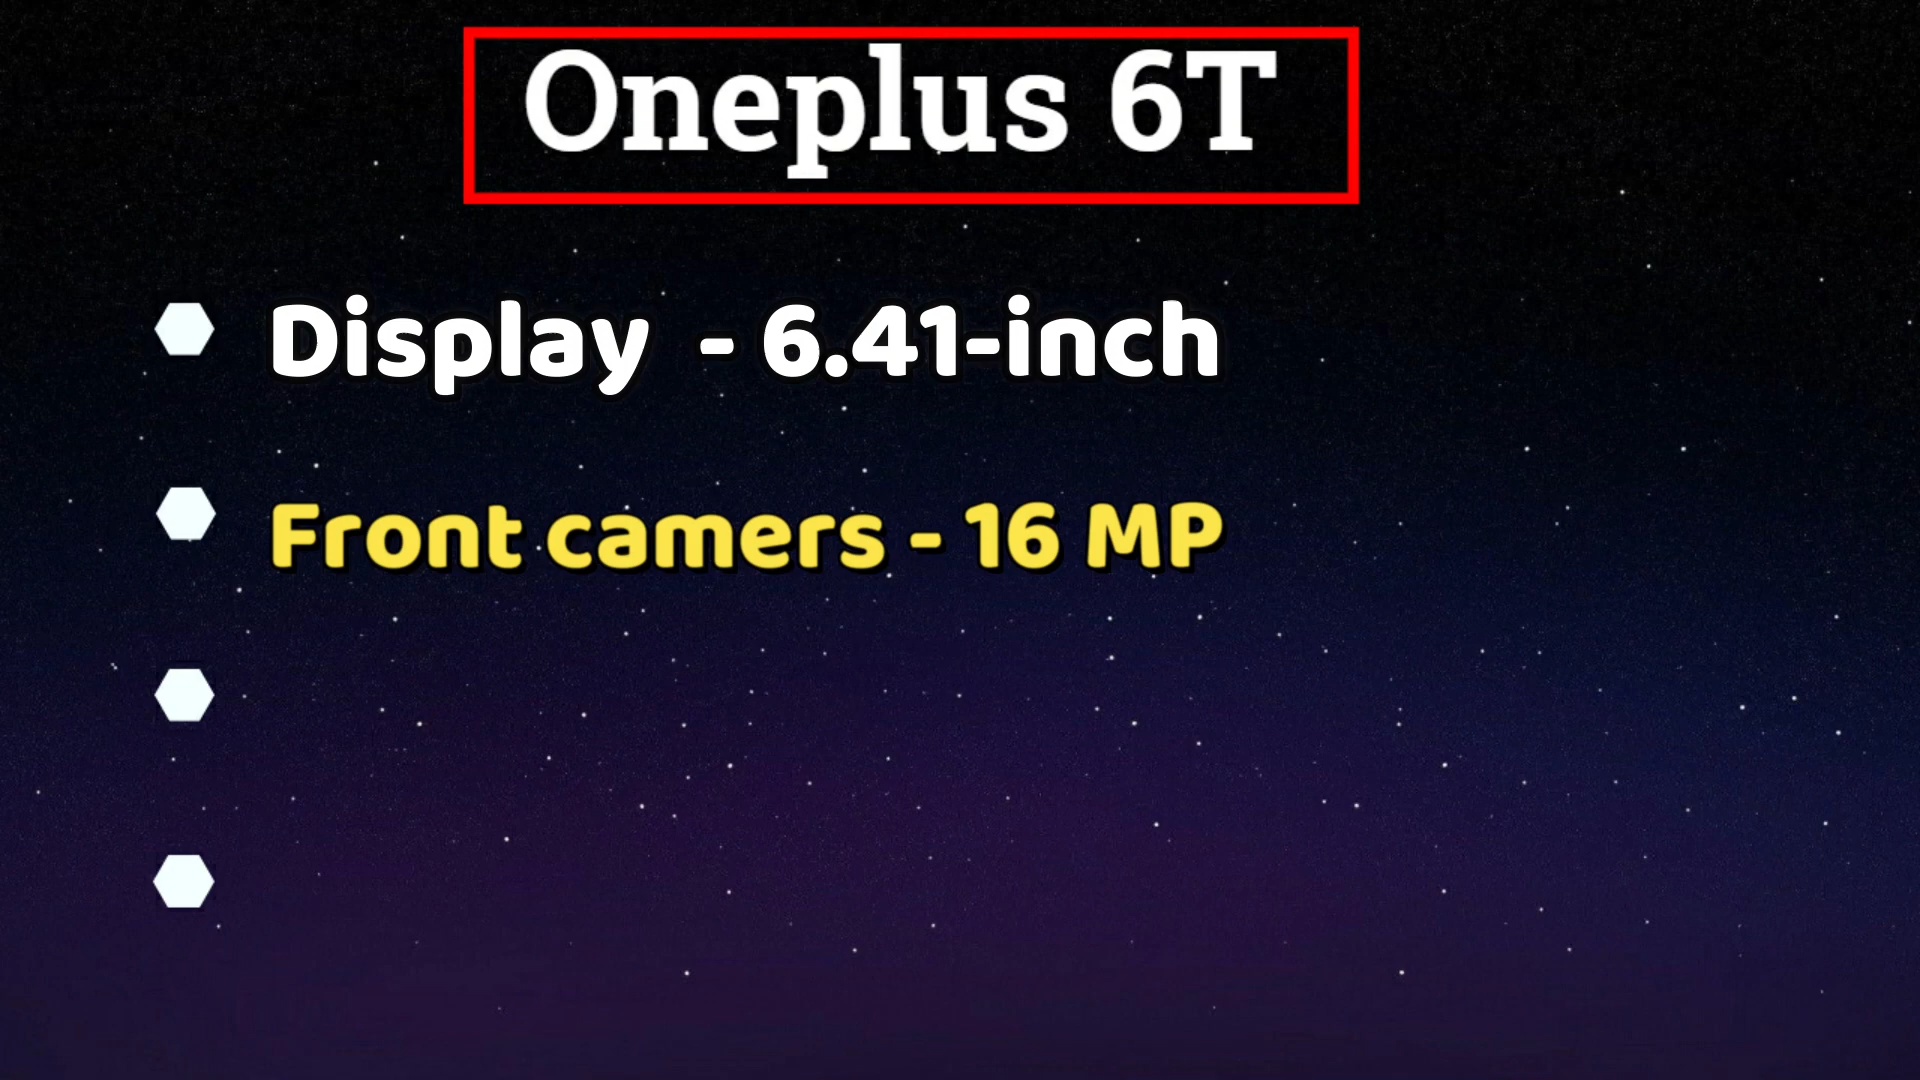 Oneplus 6T
Display - 6.41-inch
Front camers - 16 MP